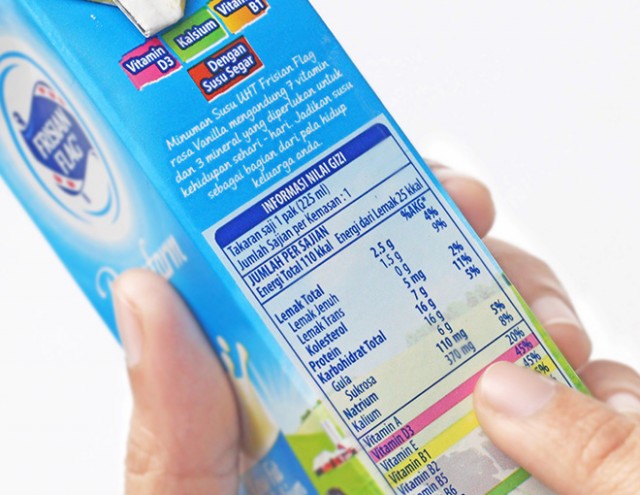 Vitamin
D3
Kalsium
Vitamin
B1
Dengan
Susu Segar
FRISIAN
FLAG
Minuman Susu UHT Frisian Flag
rasa Vanilla mengandung 7 vitamin
dan 3 mineral yang diperlukan untuk
kehidupan sehari - hari. Jadikan susu
sebagai bagian dari pola hidup
keluarga anda.
INFORMASI NILAI GIZI
Takaran saji 1 pak (225 ml)
Jumlah Sajian per Kemasan : 1
JUMLAH PER SAJIAN
Energi Total 110 kkal Energi dari Lemak 25 kkal
%AKG*
Lemak Total 2.5 g 4%
Lemak Jenuh 1.5 g 9%
Lemak Trans 0 g
Kolesterol 5 mg 2%
Protein 7 g 11%
Karbohidrat Total 16 g 5%
Gula 16 g
Sukrosa 6 g
Natrium 110 mg 5%
Kalium 370 mg 8%
Vitamin A 20%
Vitamin D3 45%
Vitamin E 45%
Vitamin B1
Vitamin B2
B5
B6